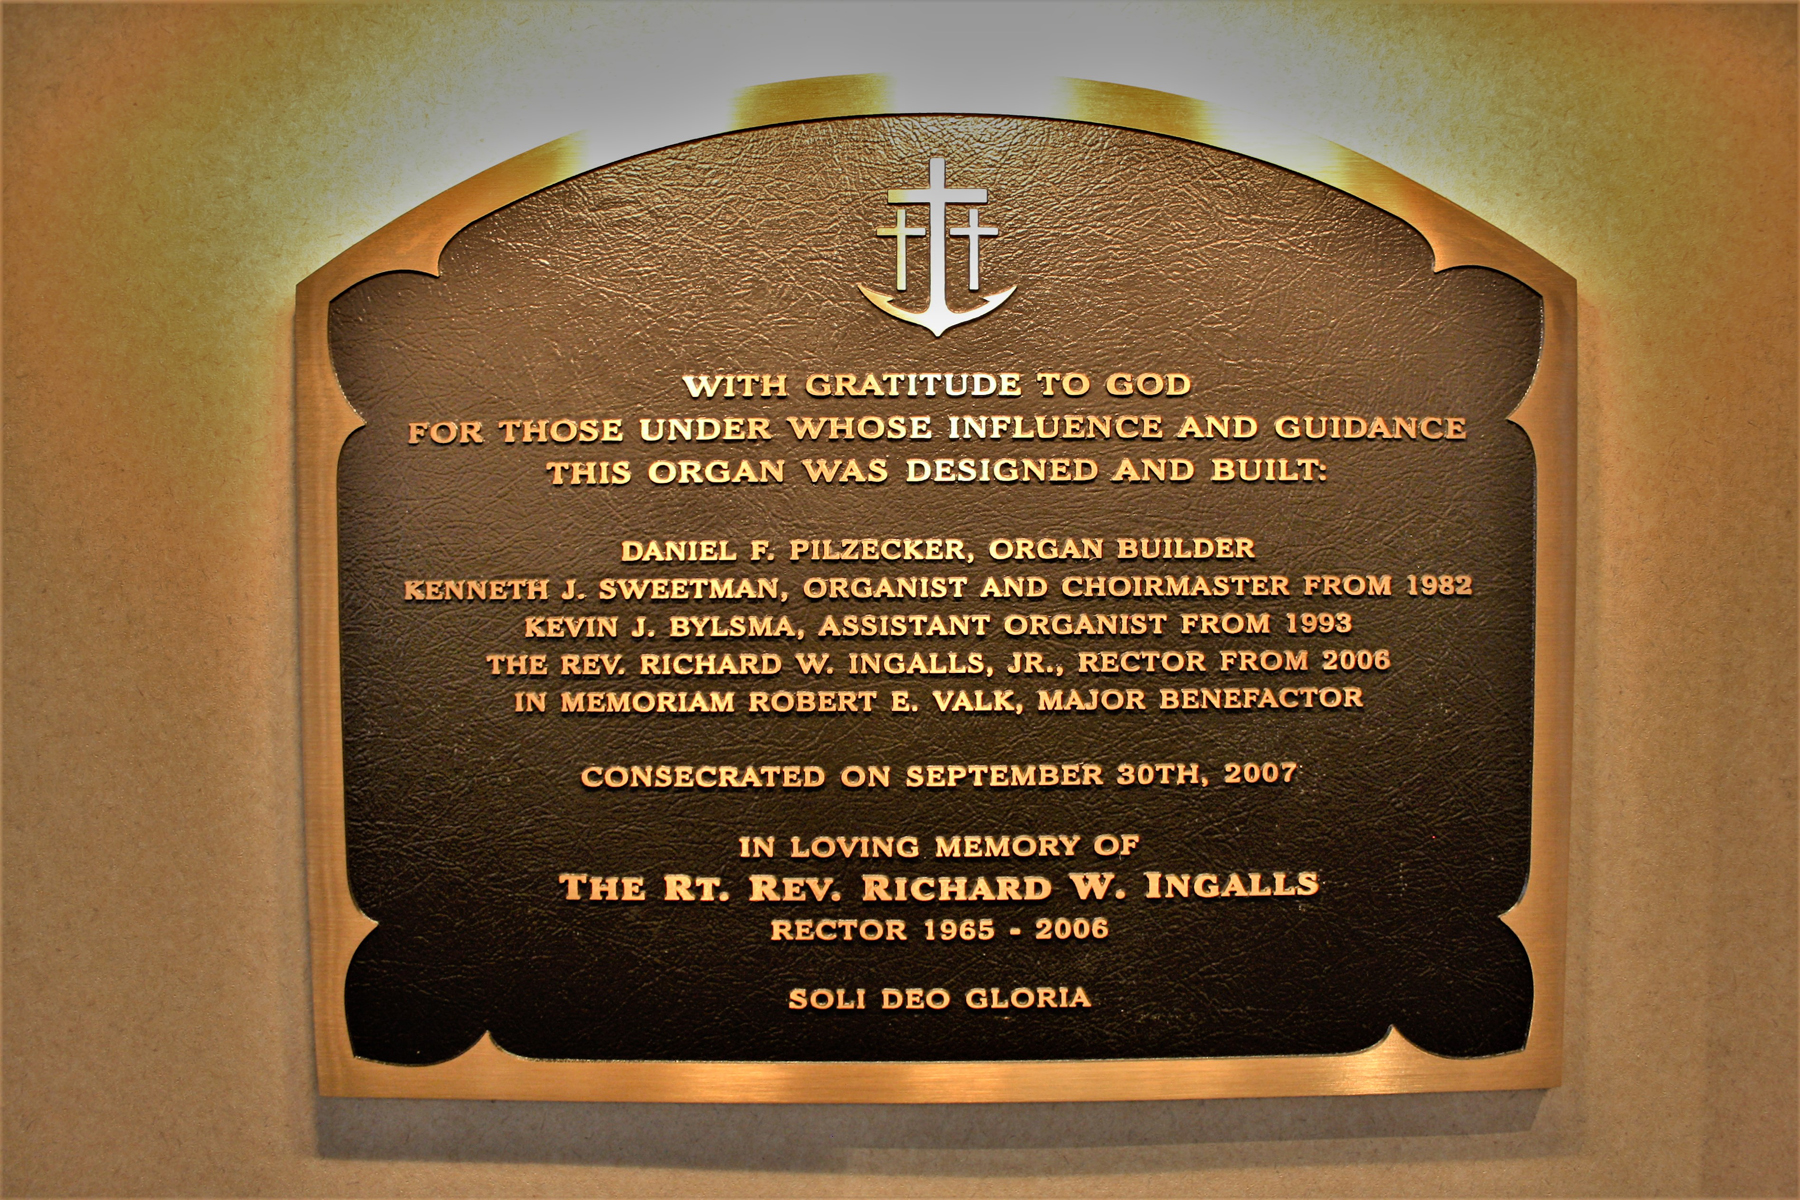 WITH GRATITUDE TO GOD
FOR THOSE UNDER WHOSE INFLUENCE AND GUIDANCE
THIS ORGAN WAS DESIGNED AND BUILT:
DANIEL F. PILZECKER, ORGAN BUILDER
KENNETH J. SWEETMAN, ORGANIST AND CHOIRMASTER FROM 1982
KEVIN J. BYLSMA, ASSISTANT ORGANIST FROM 1993
THE REV. RICHARD W. INGALLS, JR., RECTOR FROM 2006
IN MEMORIAM ROBERT E. VALK, MAJOR BENEFACTOR
CONSECRATED ON SEPTEMBER 30TH, 2007
IN LOVING MEMORY OF
THE RT. REV. RICHARD W. INGALLS
RECTOR 1965 - 2006
SOLI DEO GLORIA